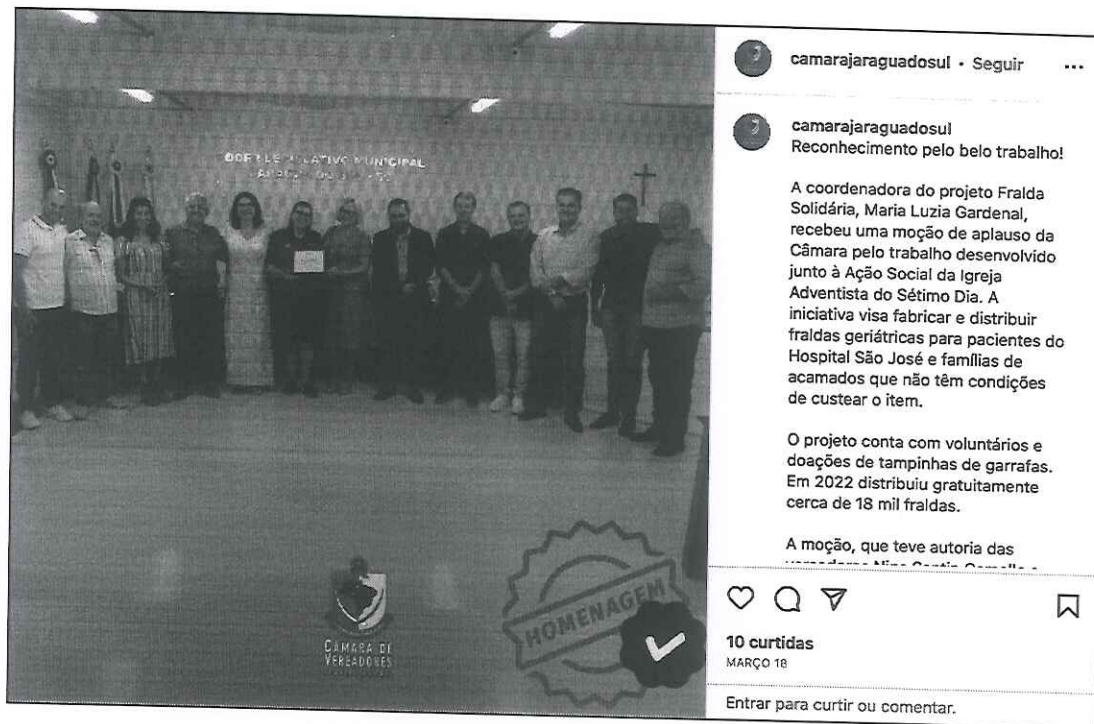 LEGISLATIVO MUNICIPAL
HOMENAGEM
CÂMARA DE
VEREADORES
camarajaraguadosul • Seguir
camarajaraguadosul
Reconhecimento pelo belo trabalho!
A coordenadora do projeto Fralda
Solidária, Maria Luzia Gardenal,
recebeu uma moção de aplauso da
Câmara pelo trabalho desenvolvido
junto à Ação Social da Igreja
Adventista do Sétimo Dia. A
iniciativa visa fabricar e distribuir
fraldas geriátricas para pacientes do
Hospital São José e famílias de
acamados que não têm condições
de custear o item.
O projeto conta com voluntários e
doações de tampinhas de garrafas.
Em 2022 distribuiu gratuitamente
cerca de 18 mil fraldas.
A moção, que teve autoria das
10 curtidas
MARÇO 18
Entrar para curtir ou comentar.